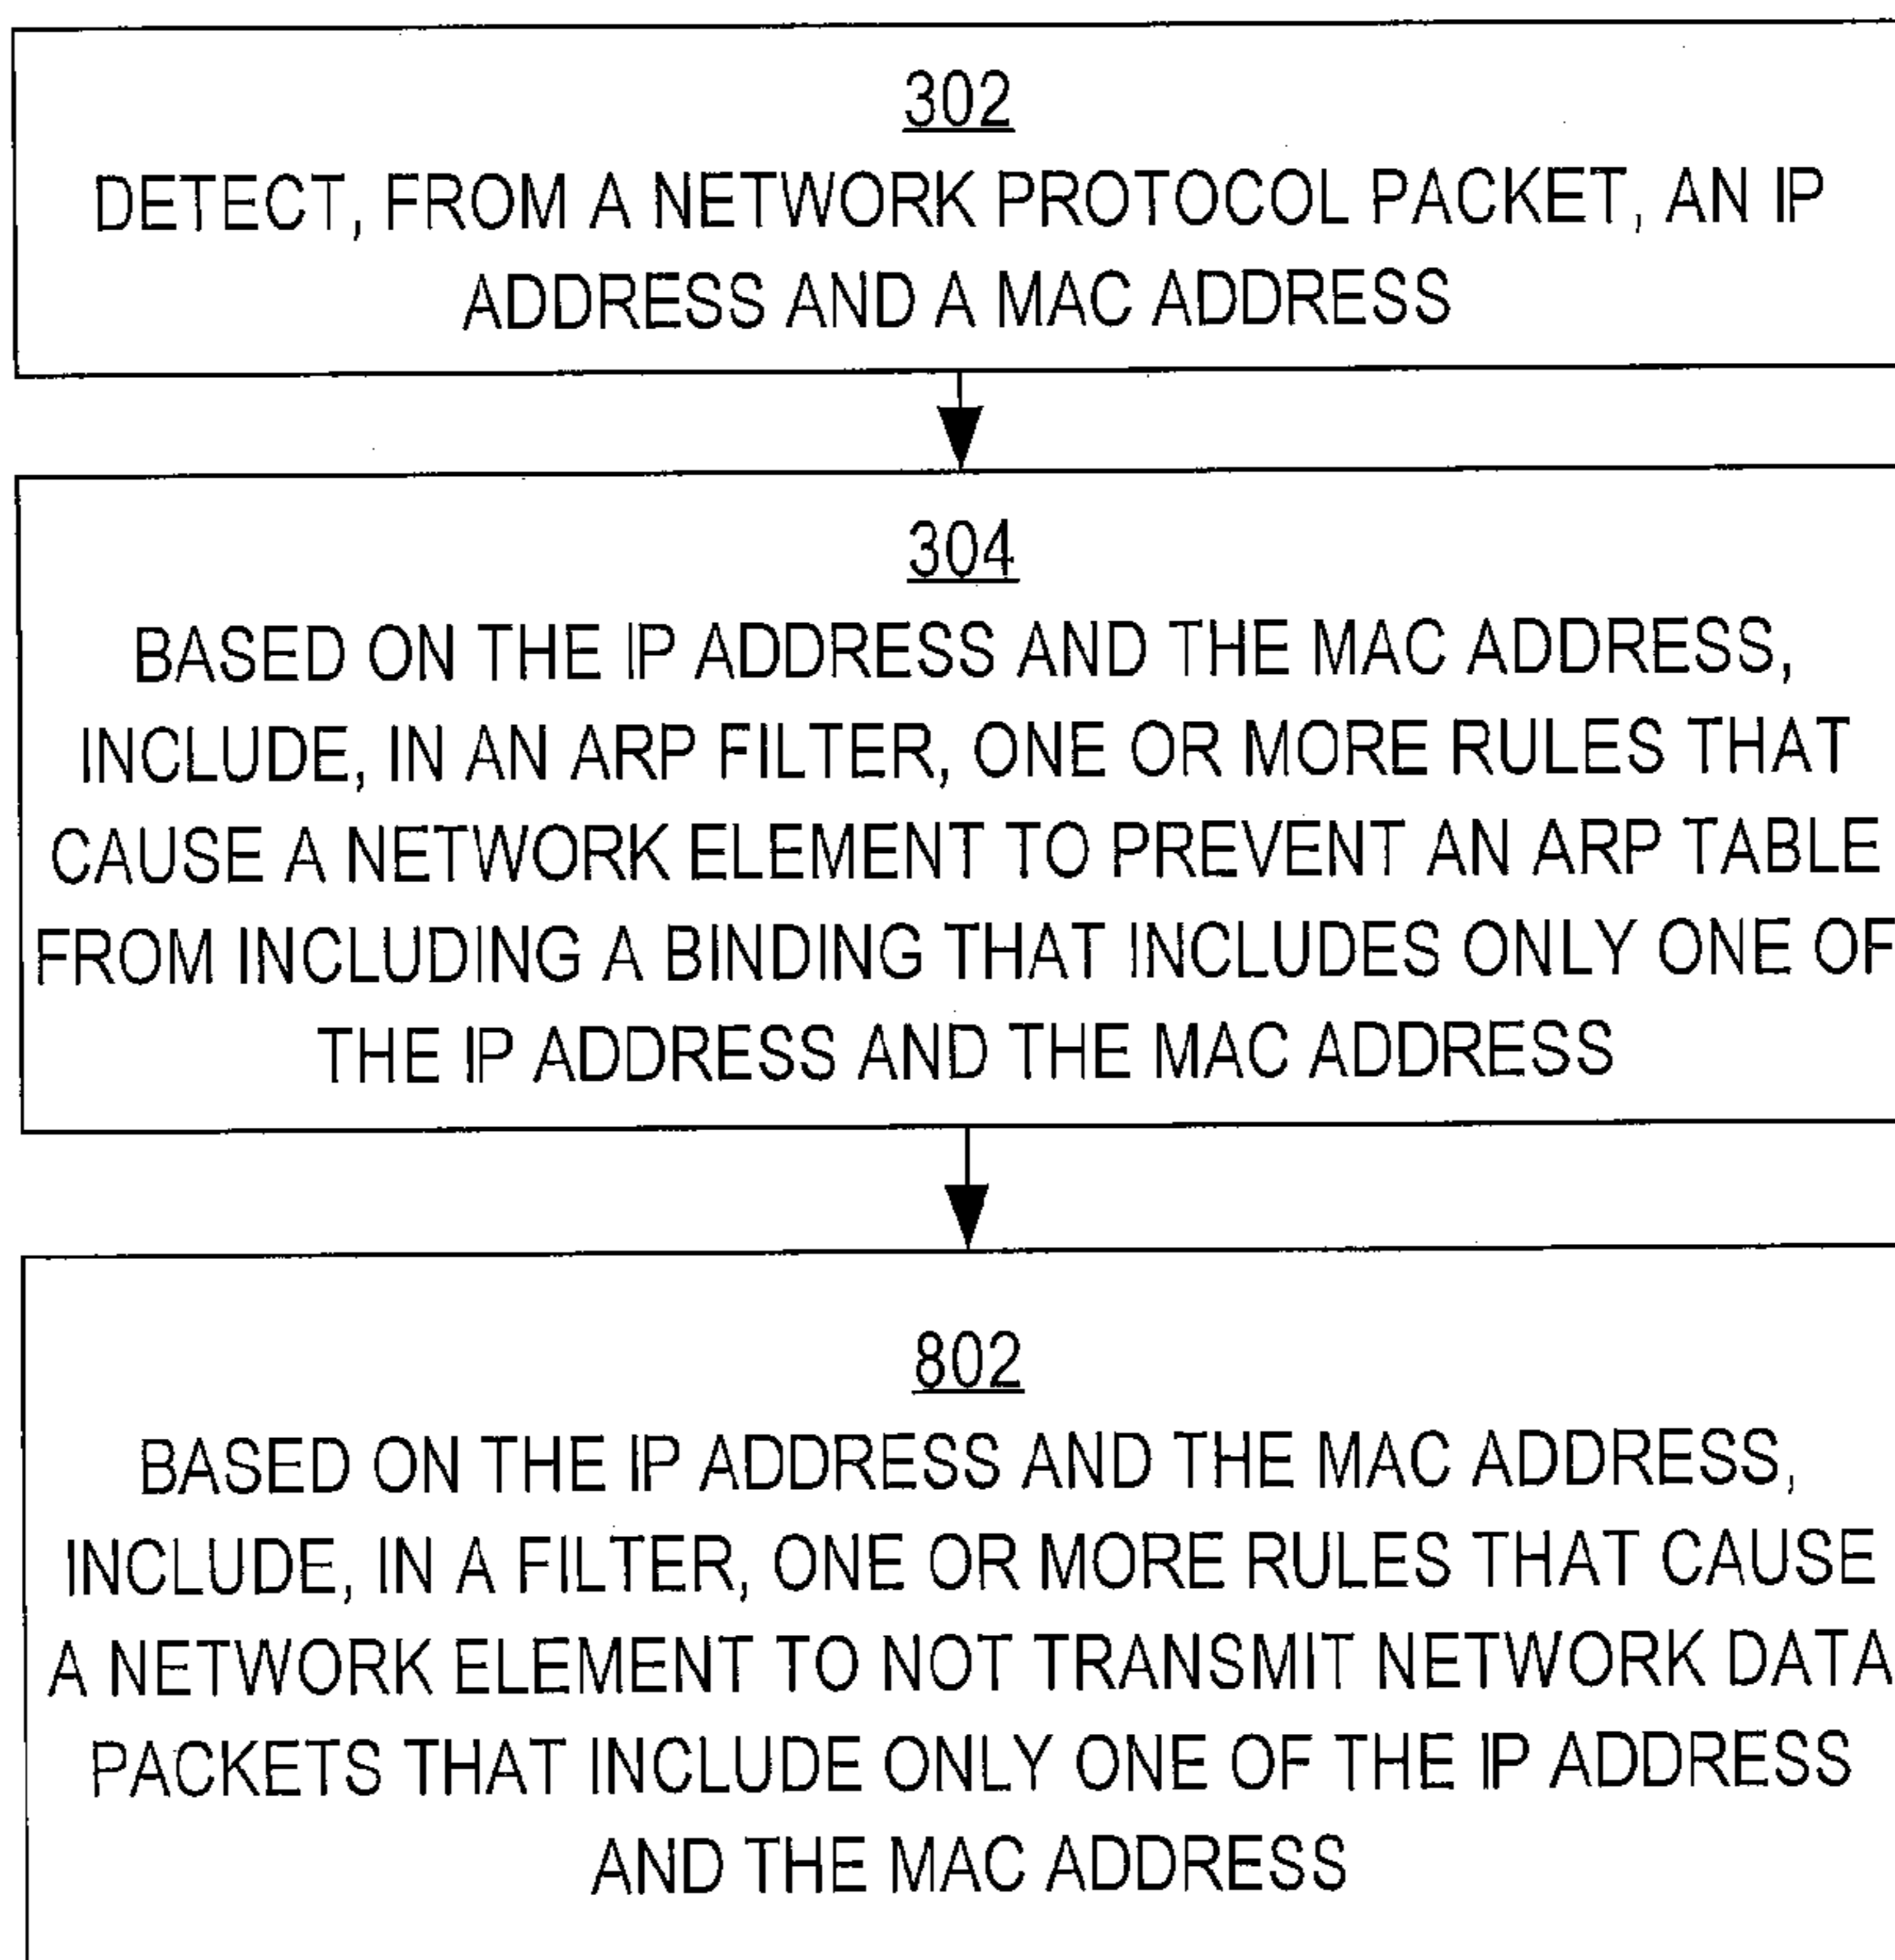 302
DETECT, FROM A NETWORK PROTOCOL PACKET, AN IP
ADDRESS AND A MAC ADDRESS
304
BASED ON THE IP ADDRESS AND THE MAC ADDRESS,
INCLUDE, IN AN ARP FILTER, ONE OR MORE RULES THAT
CAUSE A NETWORK ELEMENT TO PREVENT AN ARP TABLE
FROM INCLUDING A BINDING THAT INCLUDES ONLY ONE OF
THE IP ADDRESS AND THE MAC ADDRESS
802
BASED ON THE IP ADDRESS AND THE MAC ADDRESS,
INCLUDE, IN A FILTER, ONE OR MORE RULES THAT CAUSE
A NETWORK ELEMENT TO NOT TRANSMIT NETWORK DATA
PACKETS THAT INCLUDE ONLY ONE OF THE IP ADDRESS
AND THE MAC ADDRESS